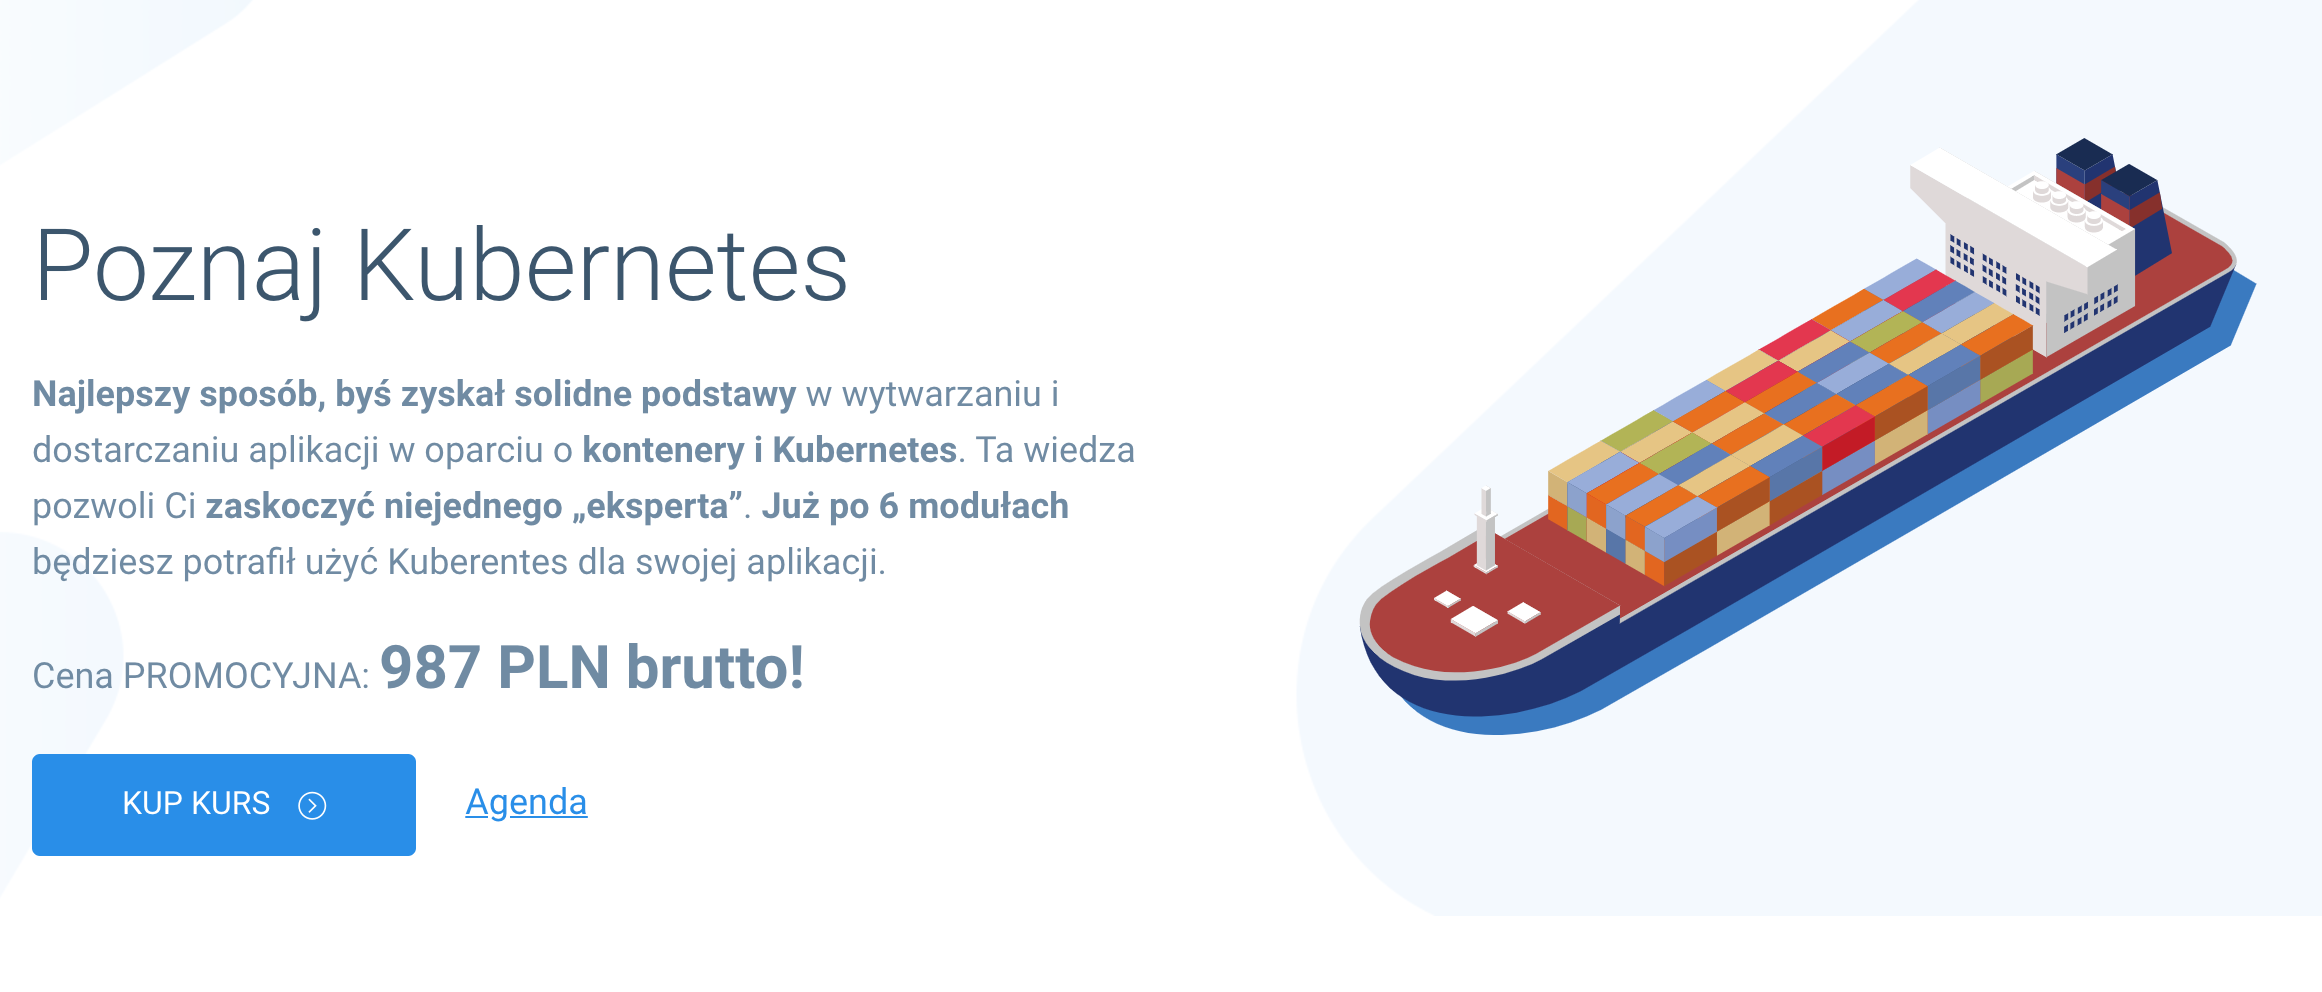 Poznaj Kubernetes
Najlepszy sposób, byś zyskał solidne podstawy w wytwarzaniu i
dostarczaniu aplikacji w oparciu o kontenery i Kubernetes. Ta wiedza
pozwoli Ci zaskoczyć niejednego „eksperta”. Już po 6 modułach
będziesz potrafił użyć Kuberentes dla swojej aplikacji.
Cena PROMOCYJNA: 987 PLN brutto!
KUP KURS
Agenda